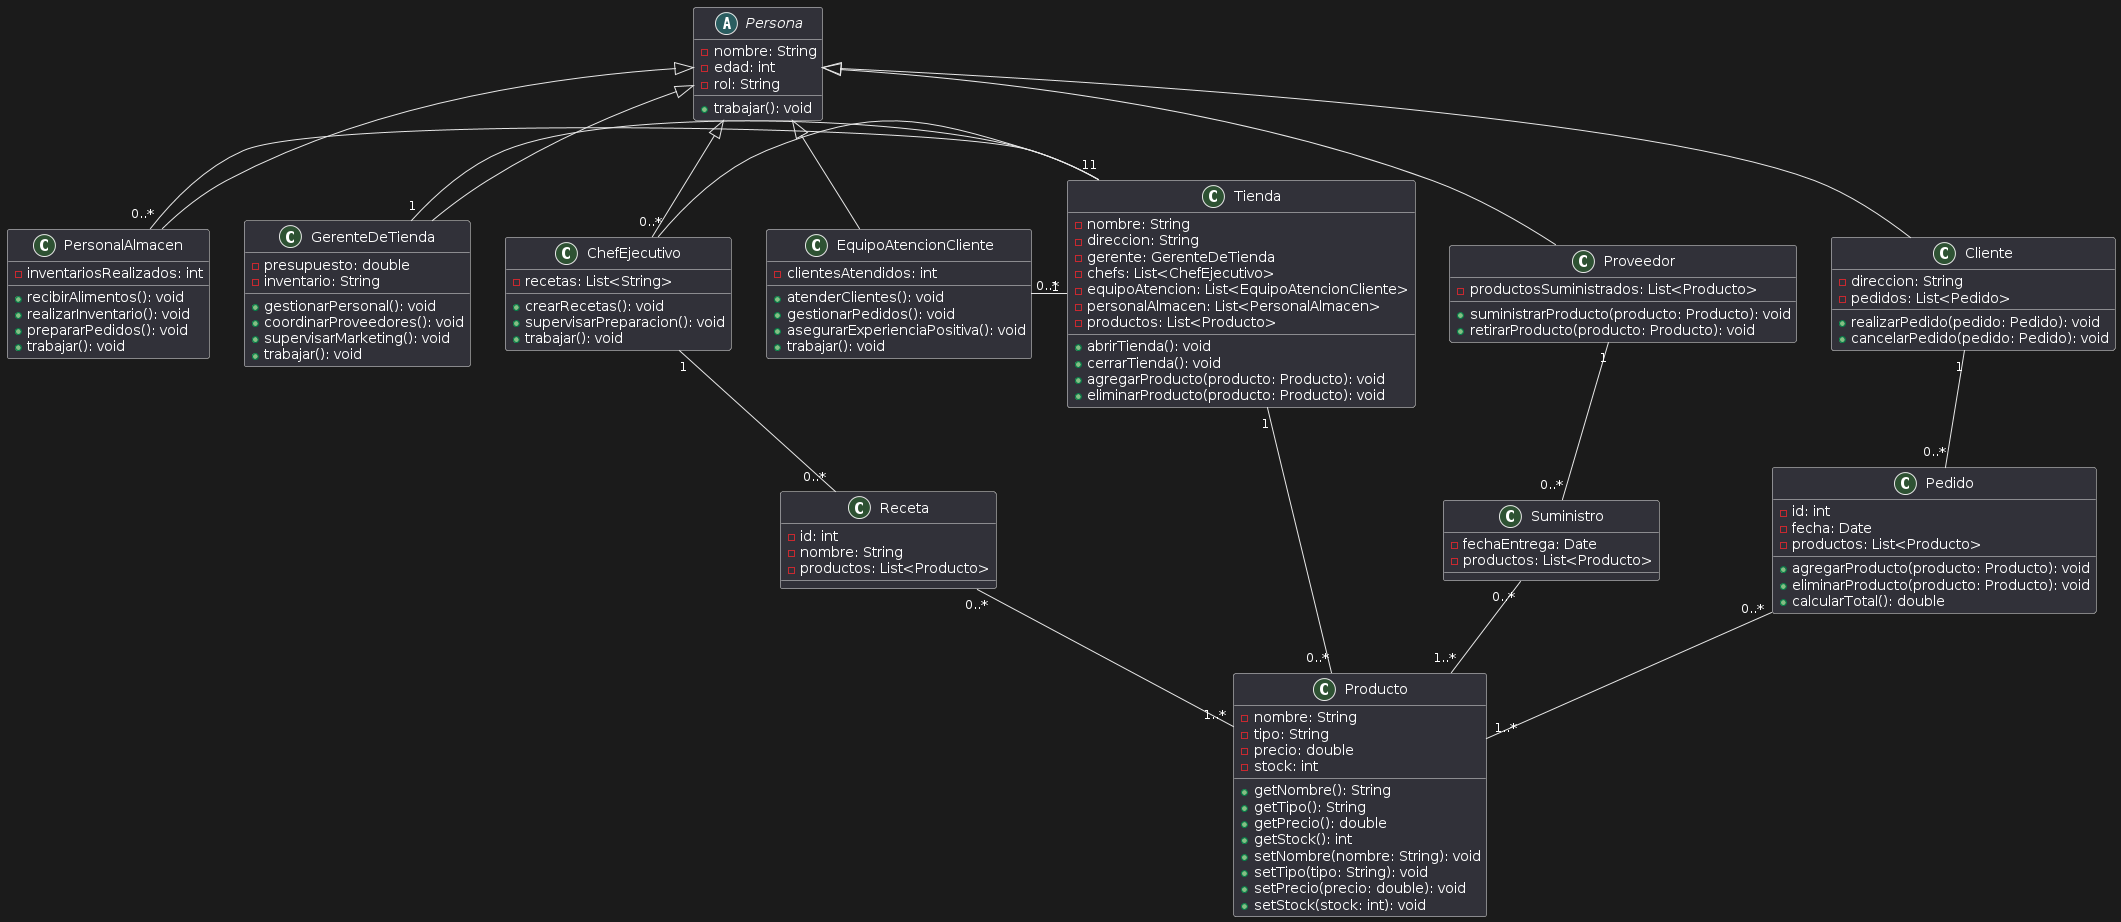 A Persona
nombre: String
edad: int
rol: String
trabajar(): void
11
0..*
1
0..*
C PersonalAlmacen
inventariosRealizados: int
recibirAlimentos(): void
realizarInventario(): void
prepararPedidos(): void
trabajar(): void
C GerenteDeTienda
presupuesto: double
inventario: String
gestionarPersonal(): void
coordinarProveedores(): void
supervisarMarketing(): void
trabajar(): void
C ChefEjecutivo
recetas: List<String>
crearRecetas(): void
supervisarPreparacion(): void
trabajar(): void
C EquipoAtencionCliente
clientesAtendidos: int
atenderClientes(): void
gestionarPedidos(): void
asegurarExperienciaPositiva(): void
trabajar(): void
0..*
1
C Tienda
nombre: String
direccion: String
gerente: GerenteDeTienda
chefs: List<ChefEjecutivo>
equipoAtencion: List<EquipoAtencionCliente>
personalAlmacen: List<PersonalAlmacen>
productos: List<Producto>
abrirTienda(): void
cerrarTienda(): void
agregarProducto(producto: Producto): void
eliminarProducto(producto: Producto): void
C Proveedor
productosSuministrados: List<Producto>
suministrarProducto(producto: Producto): void
retirarProducto(producto: Producto): void
C Cliente
direccion: String
pedidos: List<Pedido>
realizarPedido(pedido: Pedido): void
cancelarPedido(pedido: Pedido): void
1
1
1
1
0..*
0..*
0..*
C Receta
id: int
nombre: String
productos: List<Producto>
C Suministro
fechaEntrega: Date
productos: List<Producto>
C Pedido
id: int
fecha: Date
productos: List<Producto>
agregarProducto(producto: Producto): void
eliminarProducto(producto: Producto): void
calcularTotal(): double
0..*
0..*
0..*
0..*
1..*
1..*
1..*
C Producto
nombre: String
tipo: String
precio: double
stock: int
getNombre(): String
getTipo(): String
getPrecio(): double
getStock(): int
setNombre(nombre: String): void
setTipo(tipo: String): void
setPrecio(precio: double): void
setStock(stock: int): void